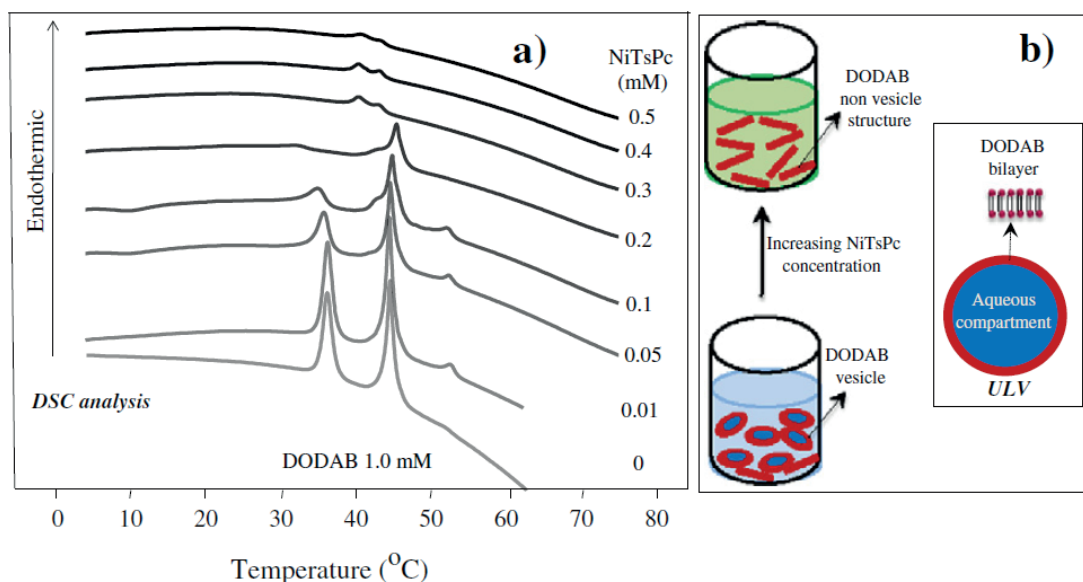 a)
NiTsPc
(mM)
Endothermic
0.5
0.4
0.3
0.2
0.1
0.05
0.01
0
DSC analysis
DODAB 1.0 mM
0 10 20 30 40 50 60 70 80
Temperature (°C)
b)
DODAB
non vesicle
structure
Increasing NiTsPc
concentration
DODAB
vesicle
DODAB
bilayer
Aqueous
compartment
ULV